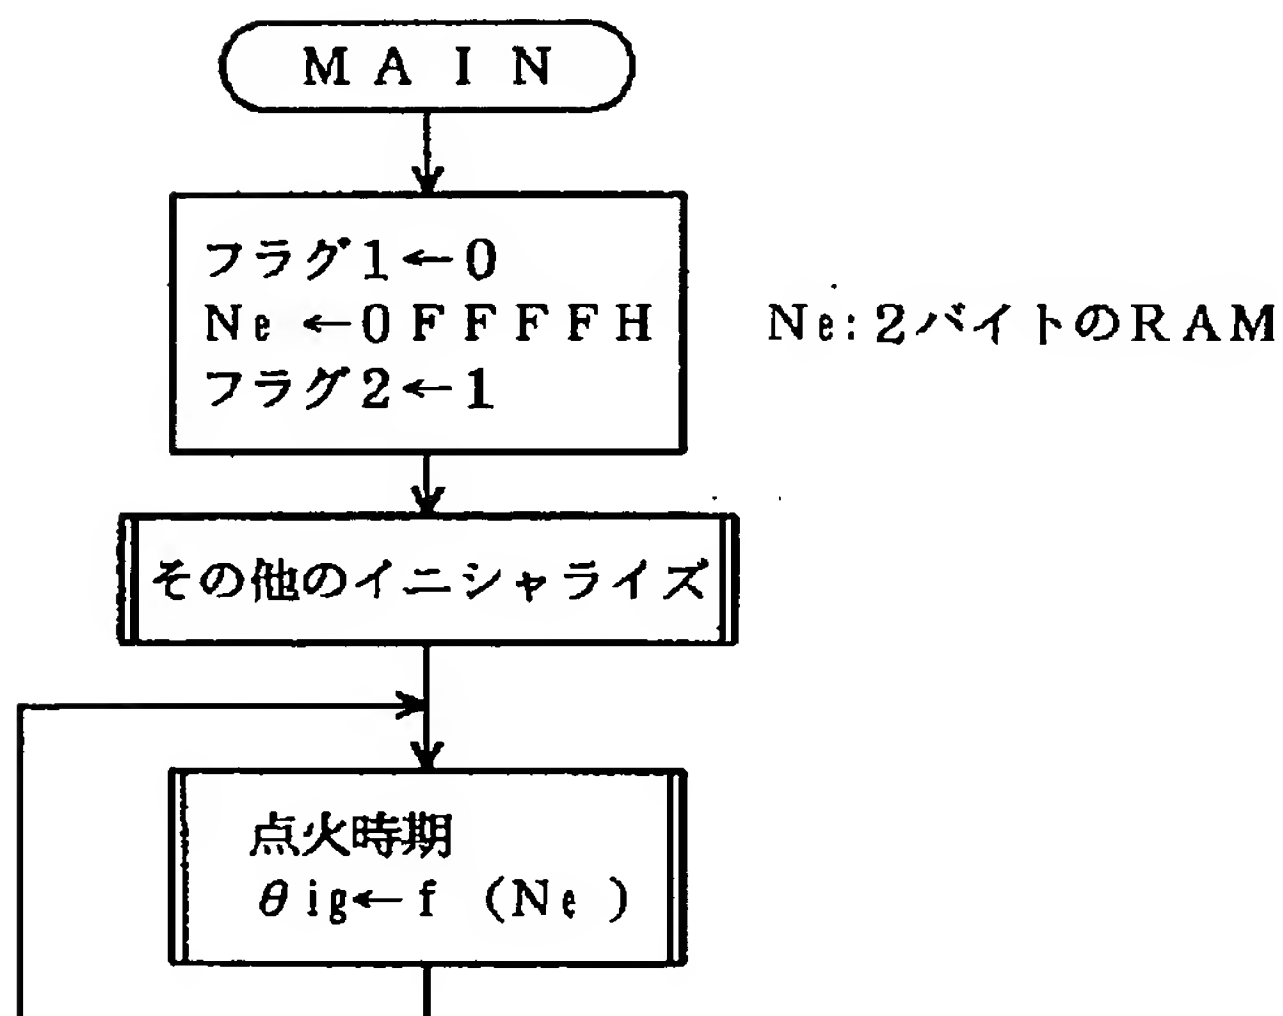 MAIN
フラグ1←0
Ne←0FFFFH
Ne:2バイトのRAM
フラグ2←1
その他のイニシャライズ
点火時期
θig←f(Ne)